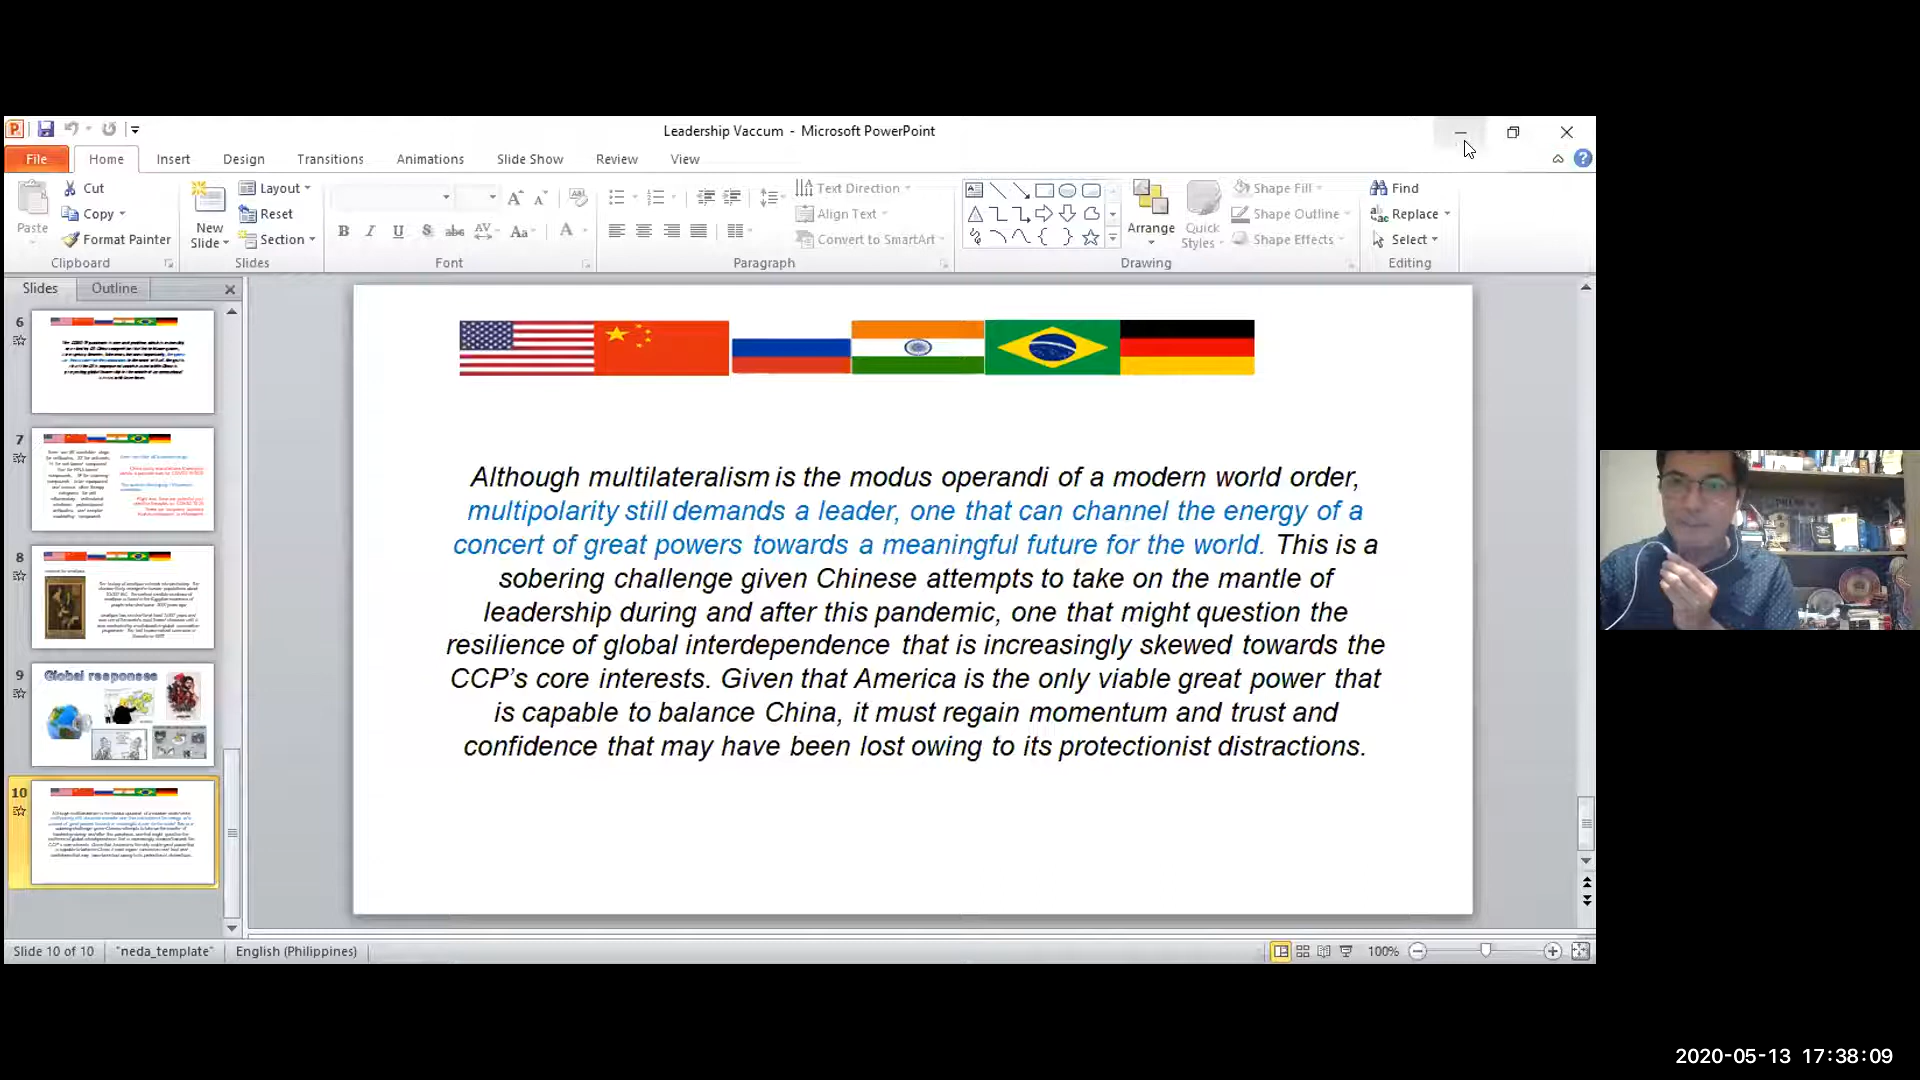 Leadership Vaccum - Microsoft PowerPoint
File Home Insert Design Transitions Animations Slide Show Review View
Paste
Cut
Copy
Format Painter
Clipboard
New Slide
Layout
Reset
Section
Slides
B I U S abc AV Aa A
Font
Text Direction
Align Text
Convert to SmartArt
Paragraph
Arrange
Quick Styles
Shape Fill
Shape Outline
Shape Effects
Drawing
Find
Replace
Select
Editing
Slides Outline
6
7
8
9
Global responses
10
Although multilateralism is the modus operandi of a modern world order,
multipolarity still demands a leader, one that can channel the energy of a
concert of great powers towards a meaningful future for the world. This is a
sobering challenge given Chinese attempts to take on the mantle of
leadership during and after this pandemic, one that might question the
resilience of global interdependence that is increasingly skewed towards the
CCP's core interests. Given that America is the only viable great power that
is capable to balance China, it must regain momentum and trust and
confidence that may have been lost owing to its protectionist distractions.
Slide 10 of 10 "neda_template" English (Philippines) 100%
2020-05-13 17:38:09